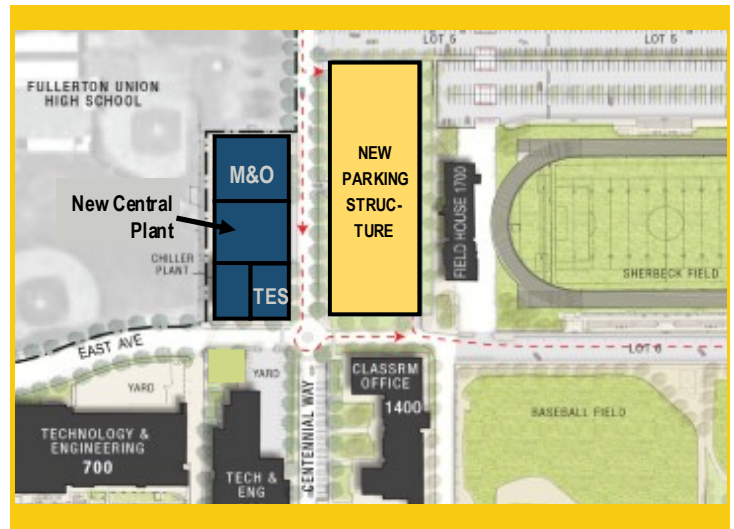 LOT 5
LOT 5
FULLERTON UNION
HIGH SCHOOL
M&O
NEW
PARKING
STRUC-
TURE
New Central
Plant
FIELD HOUSE 1700
CHILLER
PLANT
TES
SHERBECK FIELD
EAST AVE
LOT 6
YARD
YARD
CLASSRM
OFFICE
1400
CENTENNIAL WAY
BASEBALL FIELD
TECHNOLOGY &
ENGINEERING
700
TECH &
ENG